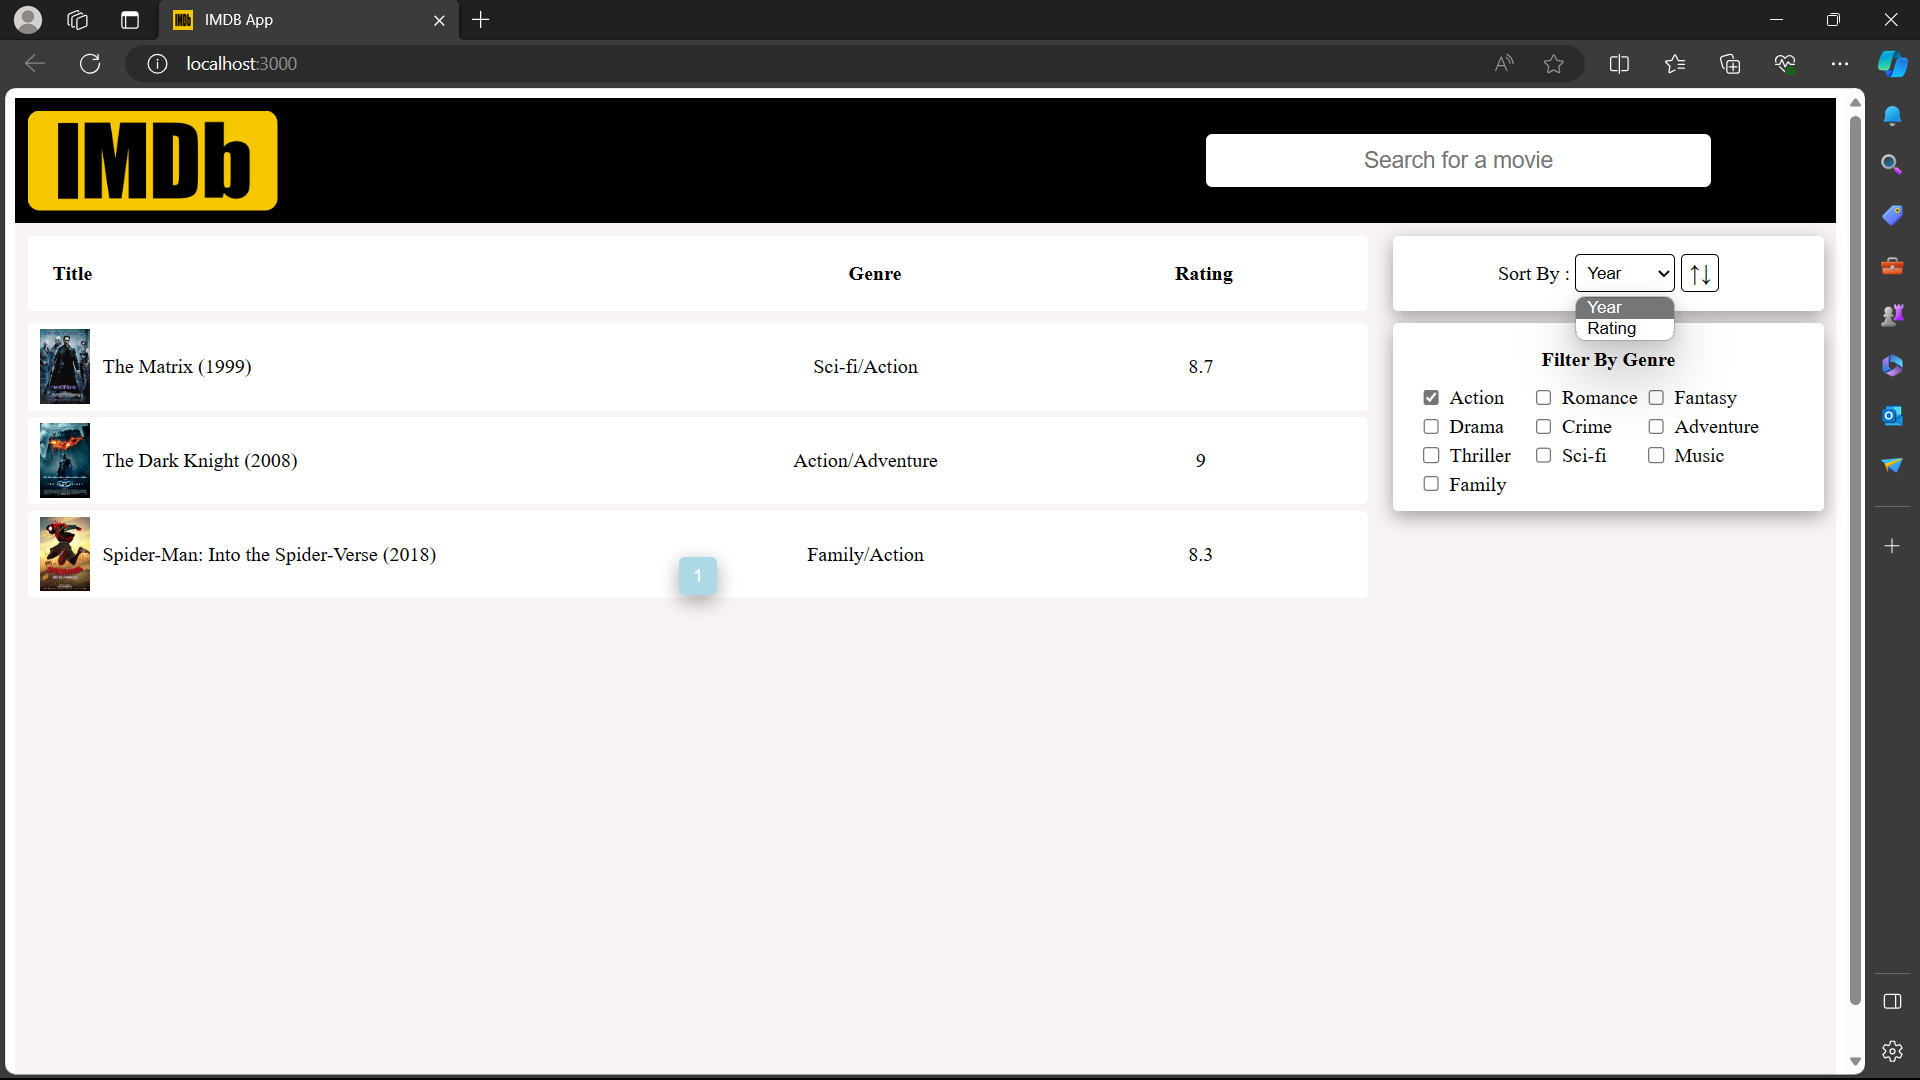 IMDb IMDB App
localhost:3000
IMDb
Search for a movie
Title Genre Rating
Sort By : Year
Year
Rating
The Matrix (1999) Sci-fi/Action 8.7
The Dark Knight (2008) Action/Adventure 9
Spider-Man: Into the Spider-Verse (2018) Family/Action 8.3
1
Filter By Genre
Action Romance Fantasy
Drama Crime Adventure
Thriller Sci-fi Music
Family